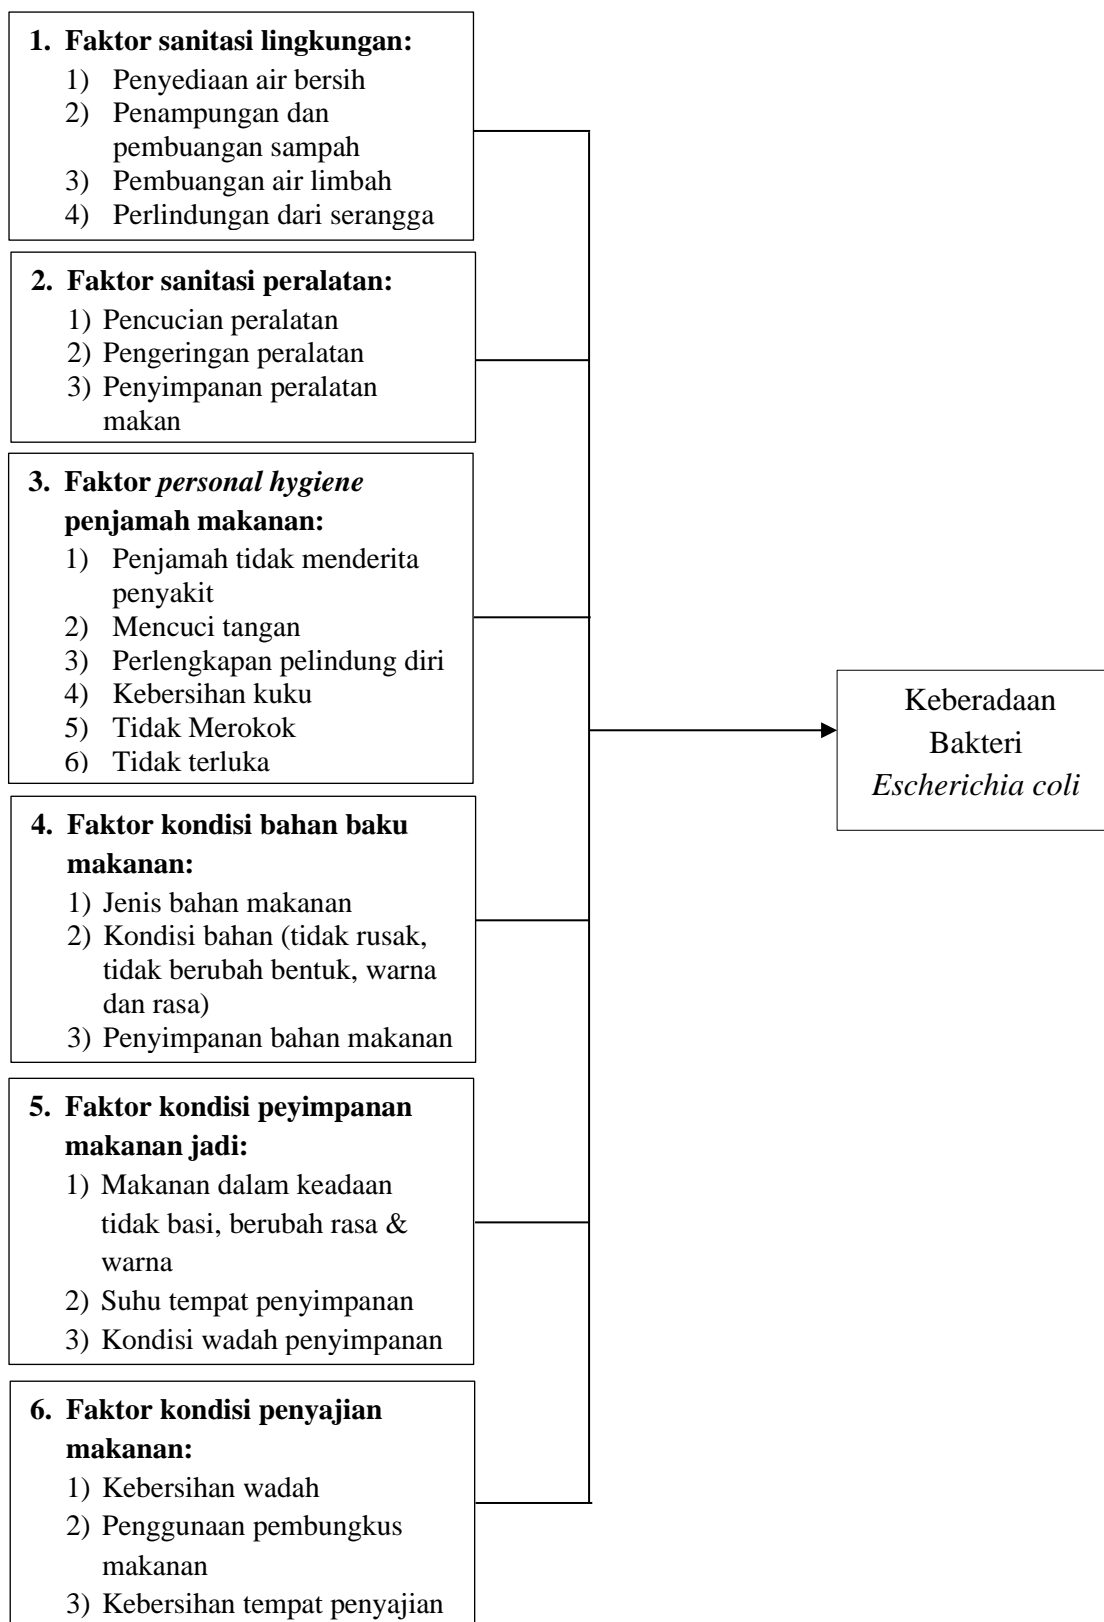 1. Faktor sanitasi lingkungan:
1) Penyediaan air bersih
2) Penampungan dan
pembuangan sampah
3) Pembuangan air limbah
4) Perlindungan dari serangga
2. Faktor sanitasi peralatan:
1) Pencucian peralatan
2) Pengeringan peralatan
3) Penyimpanan peralatan
makan
3. Faktor personal hygiene
penjamah makanan:
1) Penjamah tidak menderita
penyakit
2) Mencuci tangan
3) Perlengkapan pelindung diri
4) Kebersihan kuku
5) Tidak Merokok
6) Tidak terluka
4. Faktor kondisi bahan baku
makanan:
1) Jenis bahan makanan
2) Kondisi bahan (tidak rusak,
tidak berubah bentuk, warna
dan rasa)
3) Penyimpanan bahan makanan
5. Faktor kondisi peyimpanan
makanan jadi:
1) Makanan dalam keadaan
tidak basi, berubah rasa &
warna
2) Suhu tempat penyimpanan
3) Kondisi wadah penyimpanan
6. Faktor kondisi penyajian
makanan:
1) Kebersihan wadah
2) Penggunaan pembungkus
makanan
3) Kebersihan tempat penyajian
Keberadaan
Bakteri
Escherichia coli